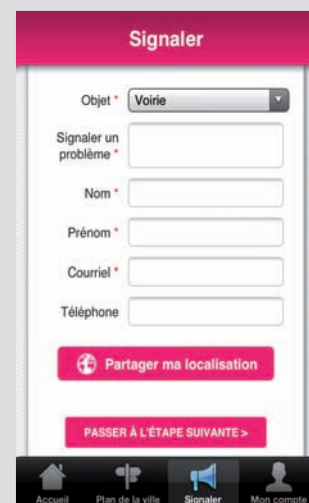 Signaler
Objet * Voirie
Signaler un
problème *
Nom *
Prénom *
Courriel *
Téléphone
Partager ma localisation
PASSER À L'ÉTAPE SUIVANTE >
Accueil Plan de la ville Signaler Mon compte